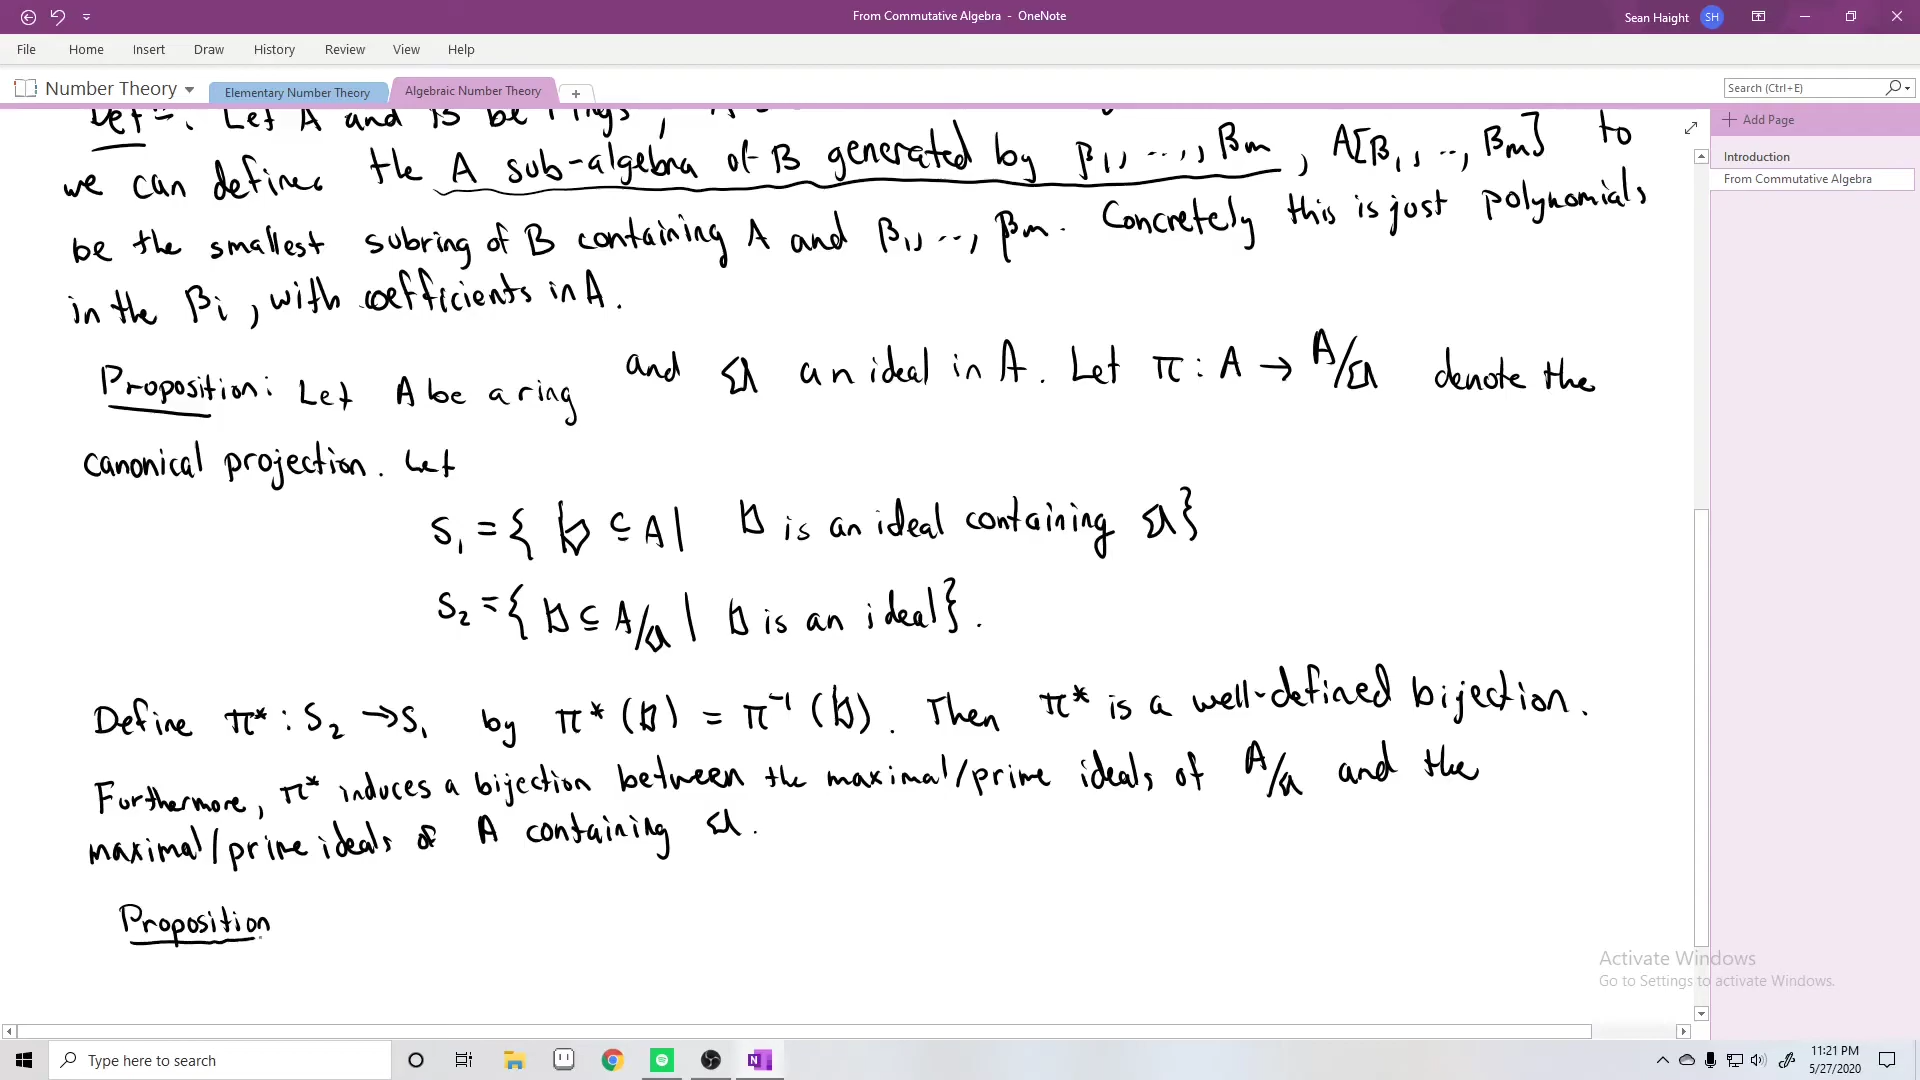 From Commutative Algebra - OneNote
Sean Haight SH
File Home Insert Draw History Review View Help
Number Theory Elementary Number Theory Algebraic Number Theory +
Search (Ctrl+E)
Add Page
Introduction
From Commutative Algebra
Def: Let A and B be rings,
we can define the A sub-algebra of B generated by β₁, ..., βm, A[β₁, .., βm] to
be the smallest subring of B containing A and β₁, ..., βm. Concretely this is just polynomials
in the βi, with coefficients in A.
Proposition: Let A be a ring and 𝔞 an ideal in A. Let π: A → A/𝔞 denote the
canonical projection. Let
S₁ = { 𝔟 ⊆ A | 𝔟 is an ideal containing 𝔞}
S₂ = { 𝔟 ⊆ A/𝔞 | 𝔟 is an ideal}.
Define π* : S₂ → S₁ by π*(𝔟) = π⁻¹(𝔟). Then π* is a well-defined bijection.
Furthermore, π* induces a bijection between the maximal/prime ideals of A/𝔞 and the
maximal/prime ideals of A containing 𝔞.
Proposition
Activate Windows
Go to Settings to activate Windows.
Type here to search
11:21 PM
5/27/2020